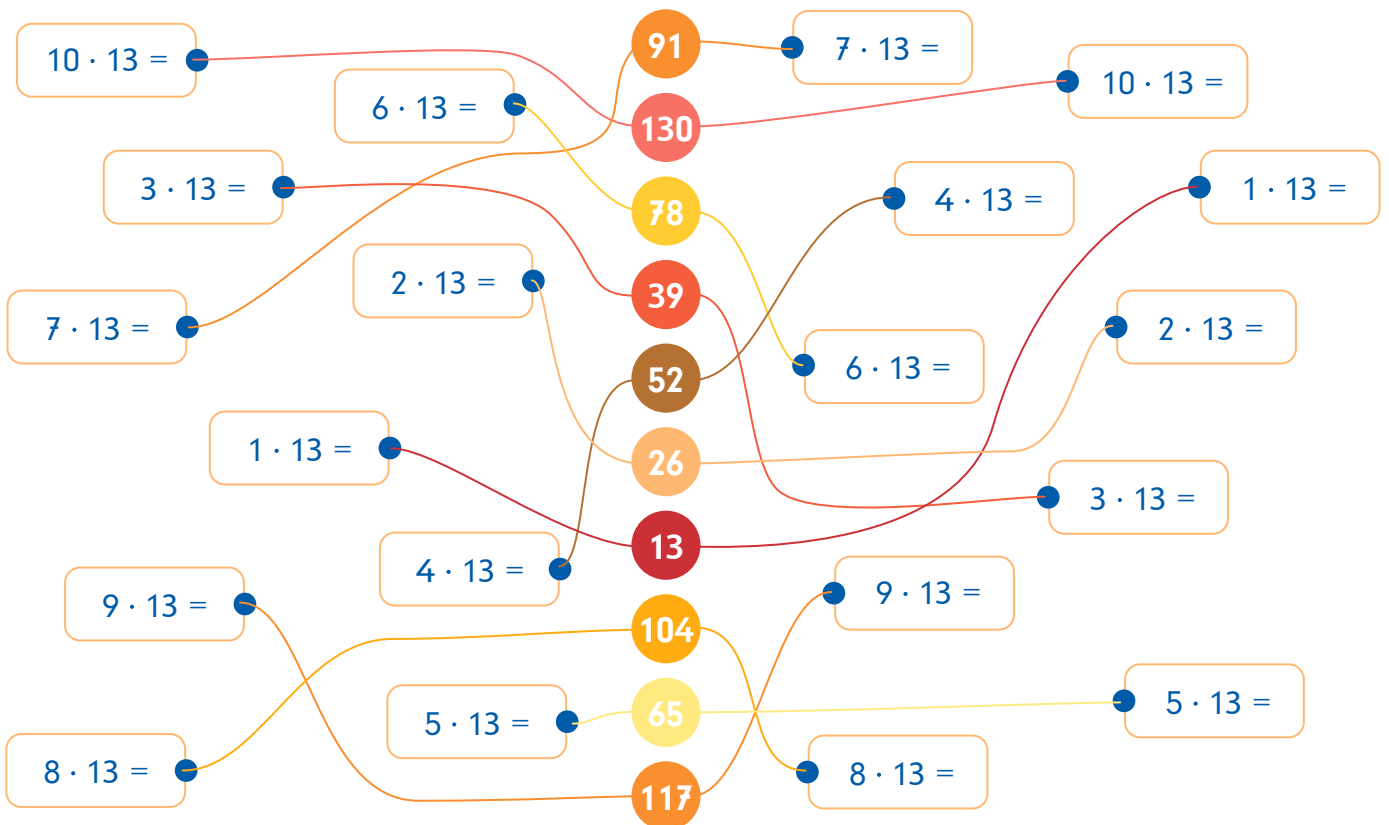 10 · 13 =
6 · 13 =
3 · 13 =
2 · 13 =
7 · 13 =
1 · 13 =
4 · 13 =
9 · 13 =
5 · 13 =
8 · 13 =
91
130
78
39
52
26
13
104
65
117
7 · 13 =
10 · 13 =
4 · 13 =
1 · 13 =
2 · 13 =
6 · 13 =
3 · 13 =
9 · 13 =
5 · 13 =
8 · 13 =